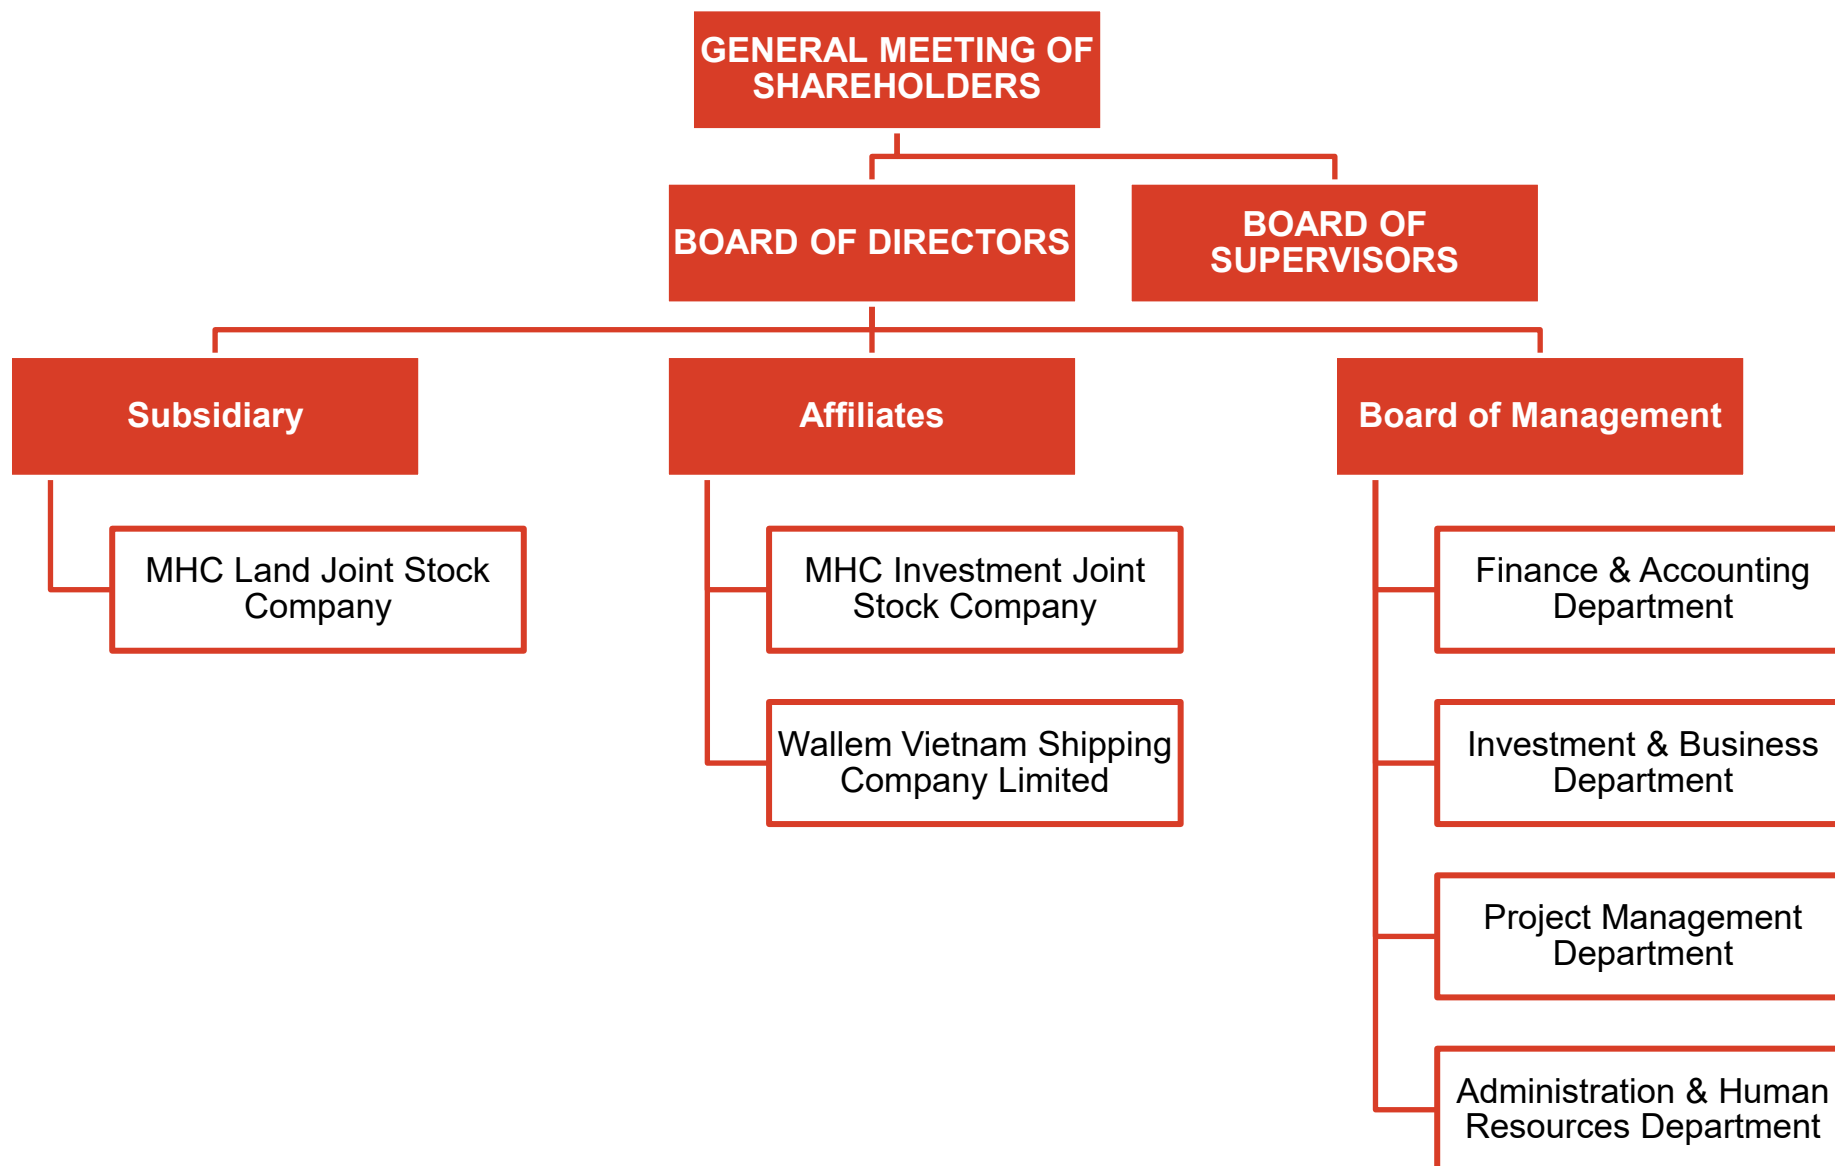 GENERAL MEETING OF
SHAREHOLDERS
BOARD OF DIRECTORS
BOARD OF
SUPERVISORS
Subsidiary
Affiliates
Board of Management
MHC Land Joint Stock
Company
MHC Investment Joint
Stock Company
Wallem Vietnam Shipping
Company Limited
Finance & Accounting
Department
Investment & Business
Department
Project Management
Department
Administration & Human
Resources Department